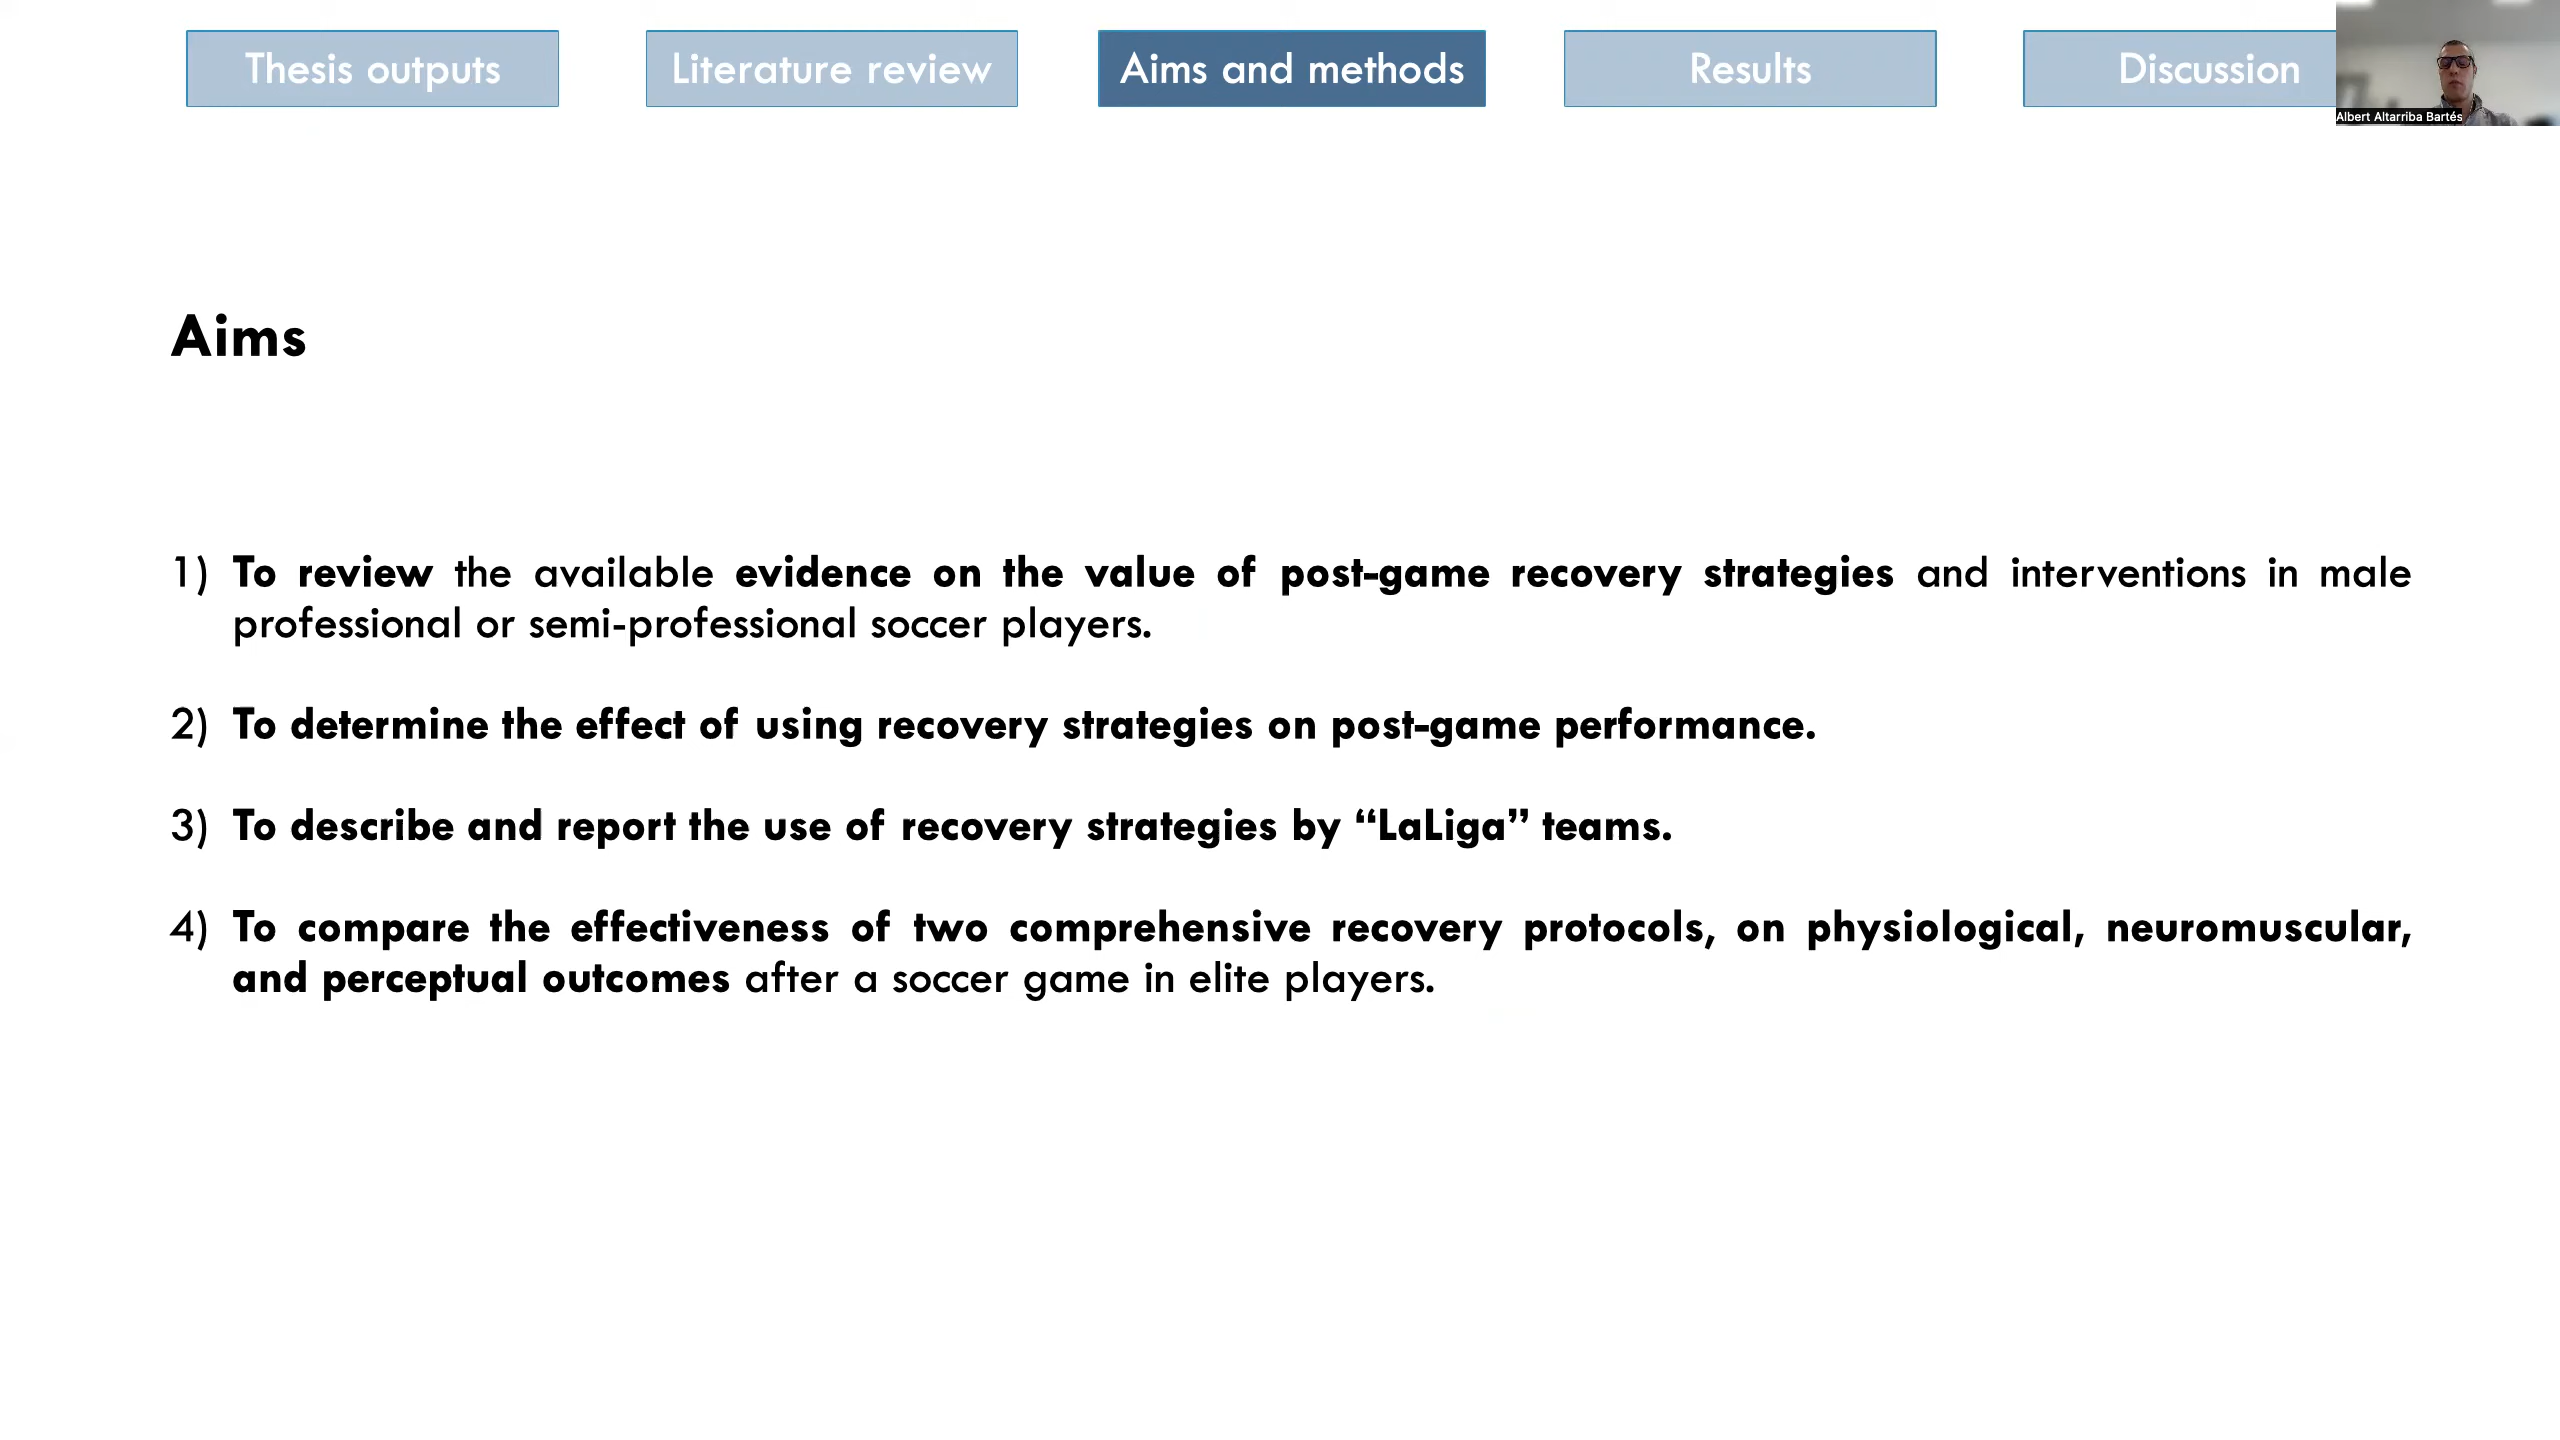 Thesis outputs
Literature review
Aims and methods
Results
Discussion
Albert Altarriba Bartés
Aims
1) To review the available evidence on the value of post-game recovery strategies and interventions in male
professional or semi-professional soccer players.
2) To determine the effect of using recovery strategies on post-game performance.
3) To describe and report the use of recovery strategies by “LaLiga” teams.
4) To compare the effectiveness of two comprehensive recovery protocols, on physiological, neuromuscular,
and perceptual outcomes after a soccer game in elite players.